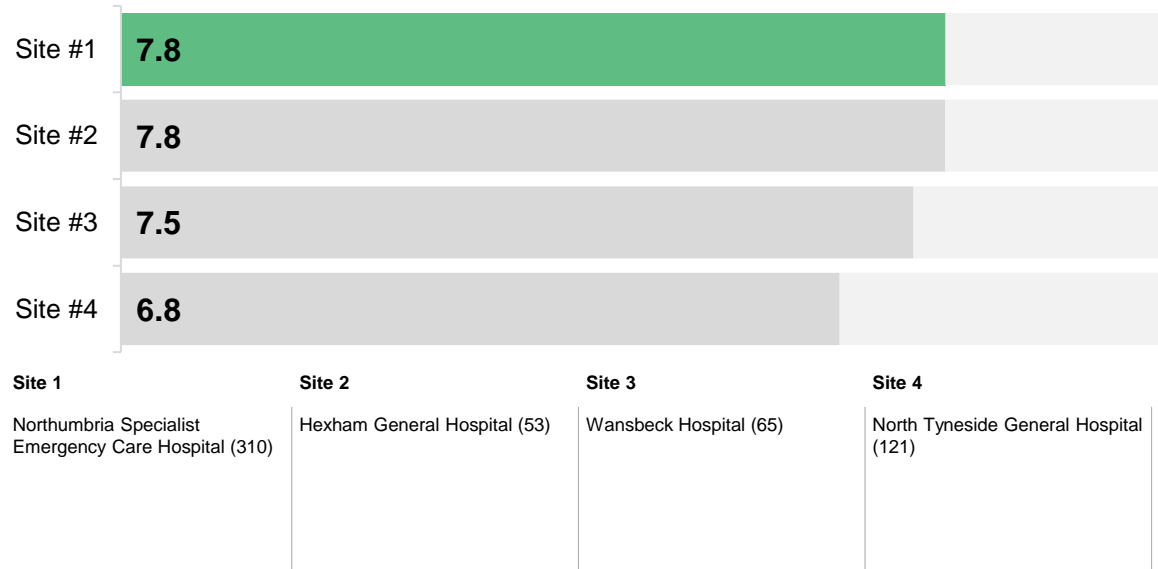 Site #1
7.8
Site #2
7.8
Site #3
7.5
Site #4
6.8
Site 1
Northumbria Specialist
Emergency Care Hospital (310)
Site 2
Hexham General Hospital (53)
Site 3
Wansbeck Hospital (65)
Site 4
North Tyneside General Hospital
(121)